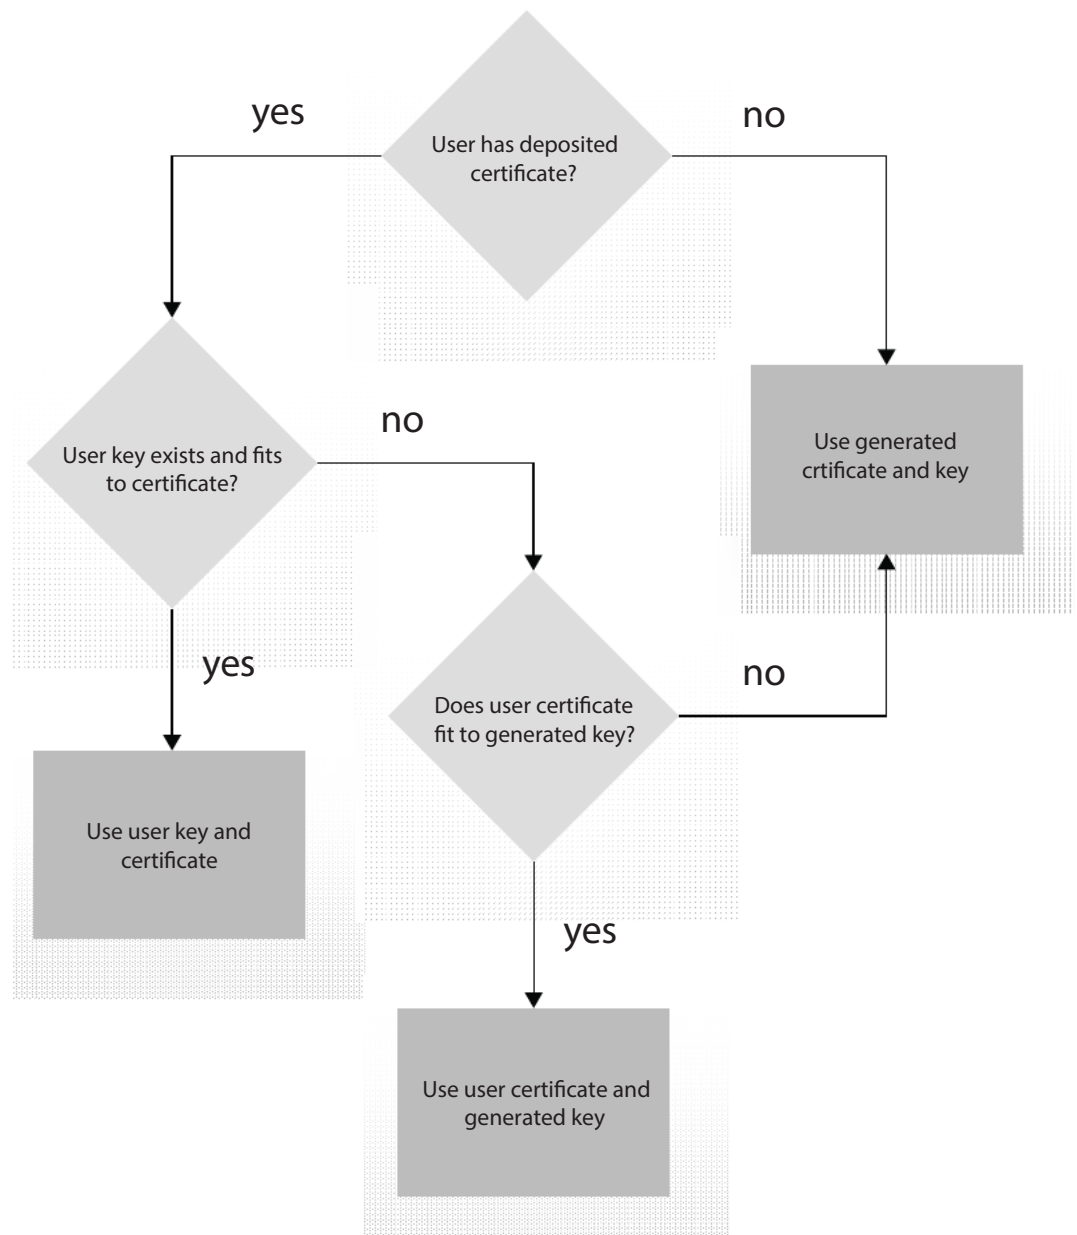 yes
no
User has deposited
certificate?
no
User key exists and fits
to certificate?
Use generated
crtificate and key
yes
no
Does user certificate
fit to generated key?
Use user key and
certificate
yes
Use user certificate and
generated key